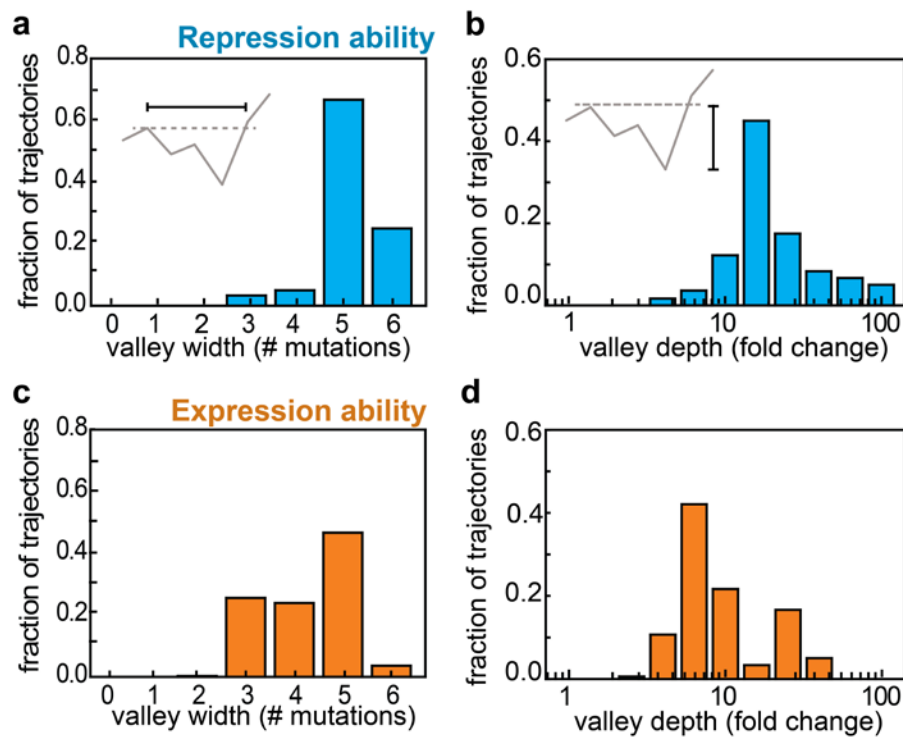 a
Repression ability
fraction of trajectories
0.8
0.6
0.4
0.2
0.0
0 1 2 3 4 5 6
valley width (# mutations)
b
fraction of trajectories
0.6
0.4
0.2
0.0
1 10 100
valley depth (fold change)
c
Expression ability
fraction of trajectories
0.8
0.6
0.4
0.2
0.0
0 1 2 3 4 5 6
valley width (# mutations)
d
fraction of trajectories
0.6
0.4
0.2
0.0
1 10 100
valley depth (fold change)